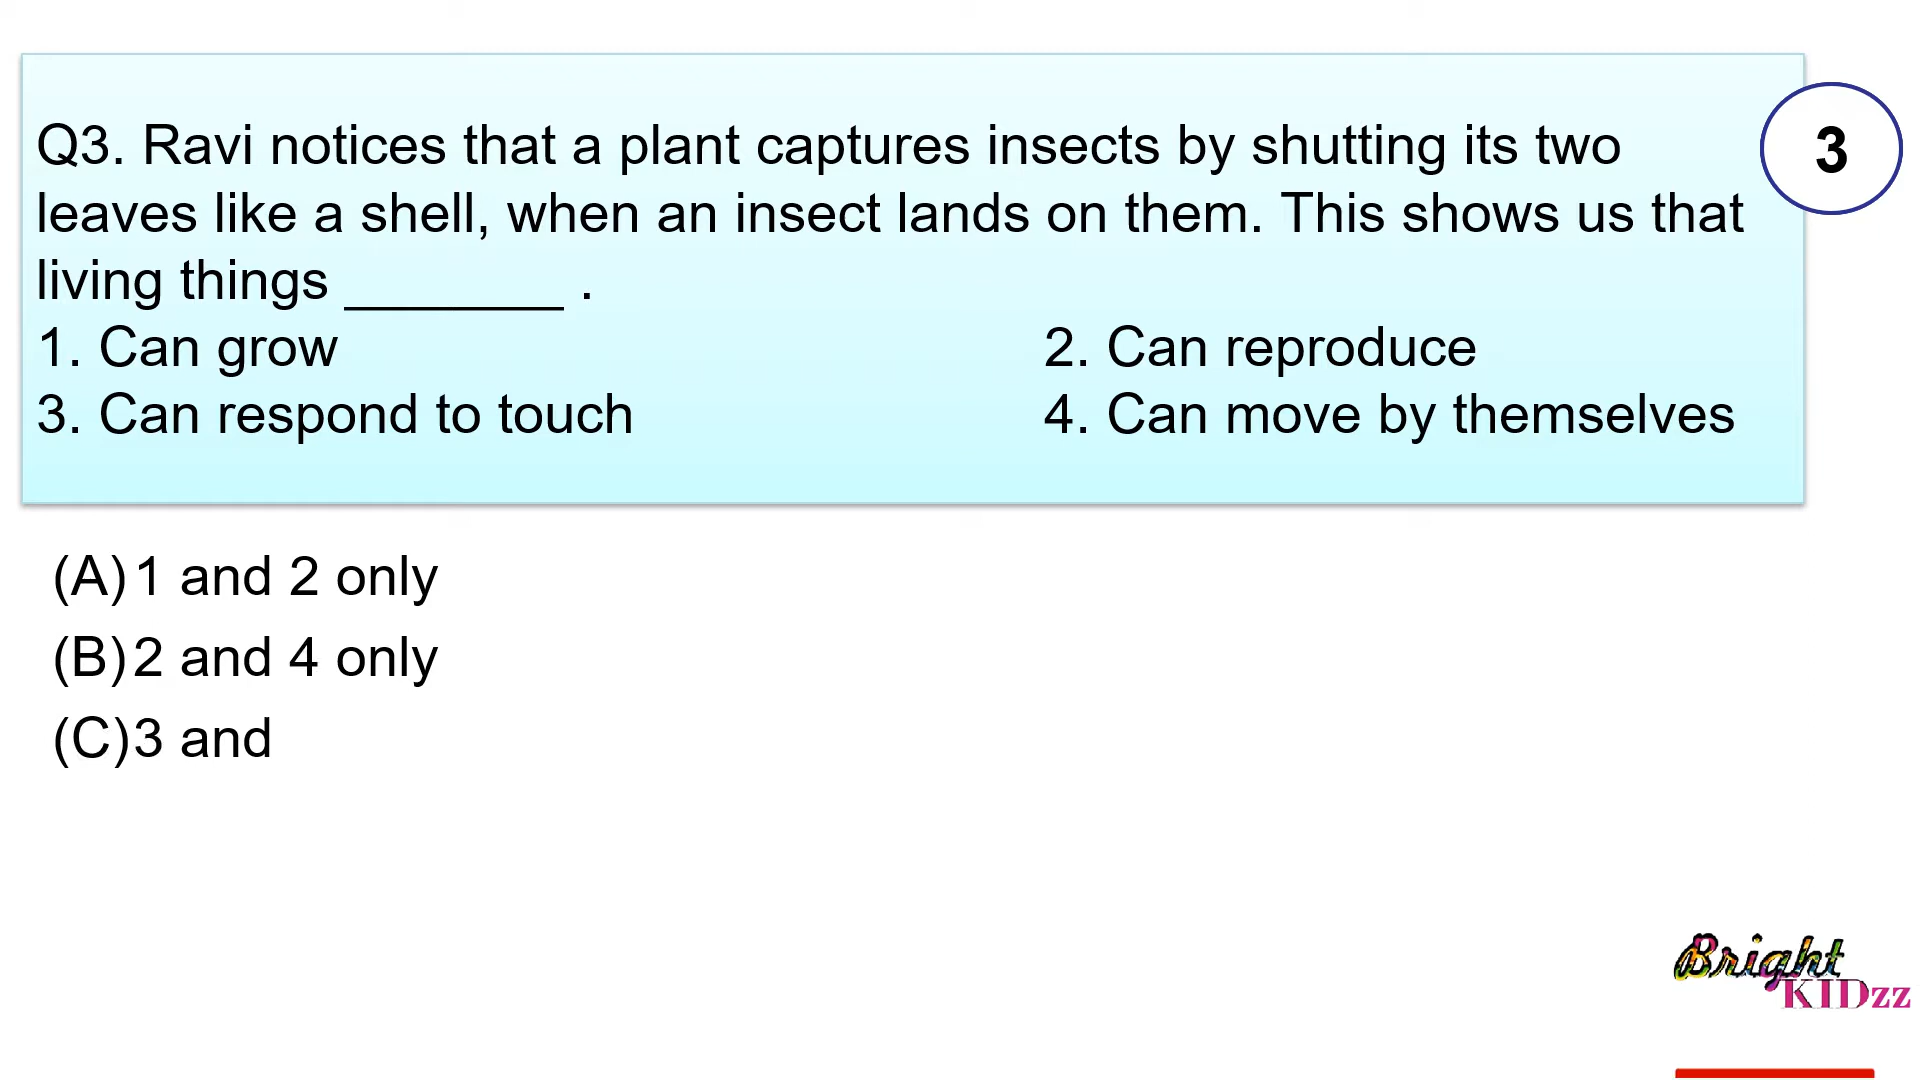 Q3. Ravi notices that a plant captures insects by shutting its two
leaves like a shell, when an insect lands on them. This shows us that
living things ________ .
1. Can grow 2. Can reproduce
3. Can respond to touch 4. Can move by themselves
3
(A) 1 and 2 only
(B) 2 and 4 only
(C) 3 and
Bright
KIDzz